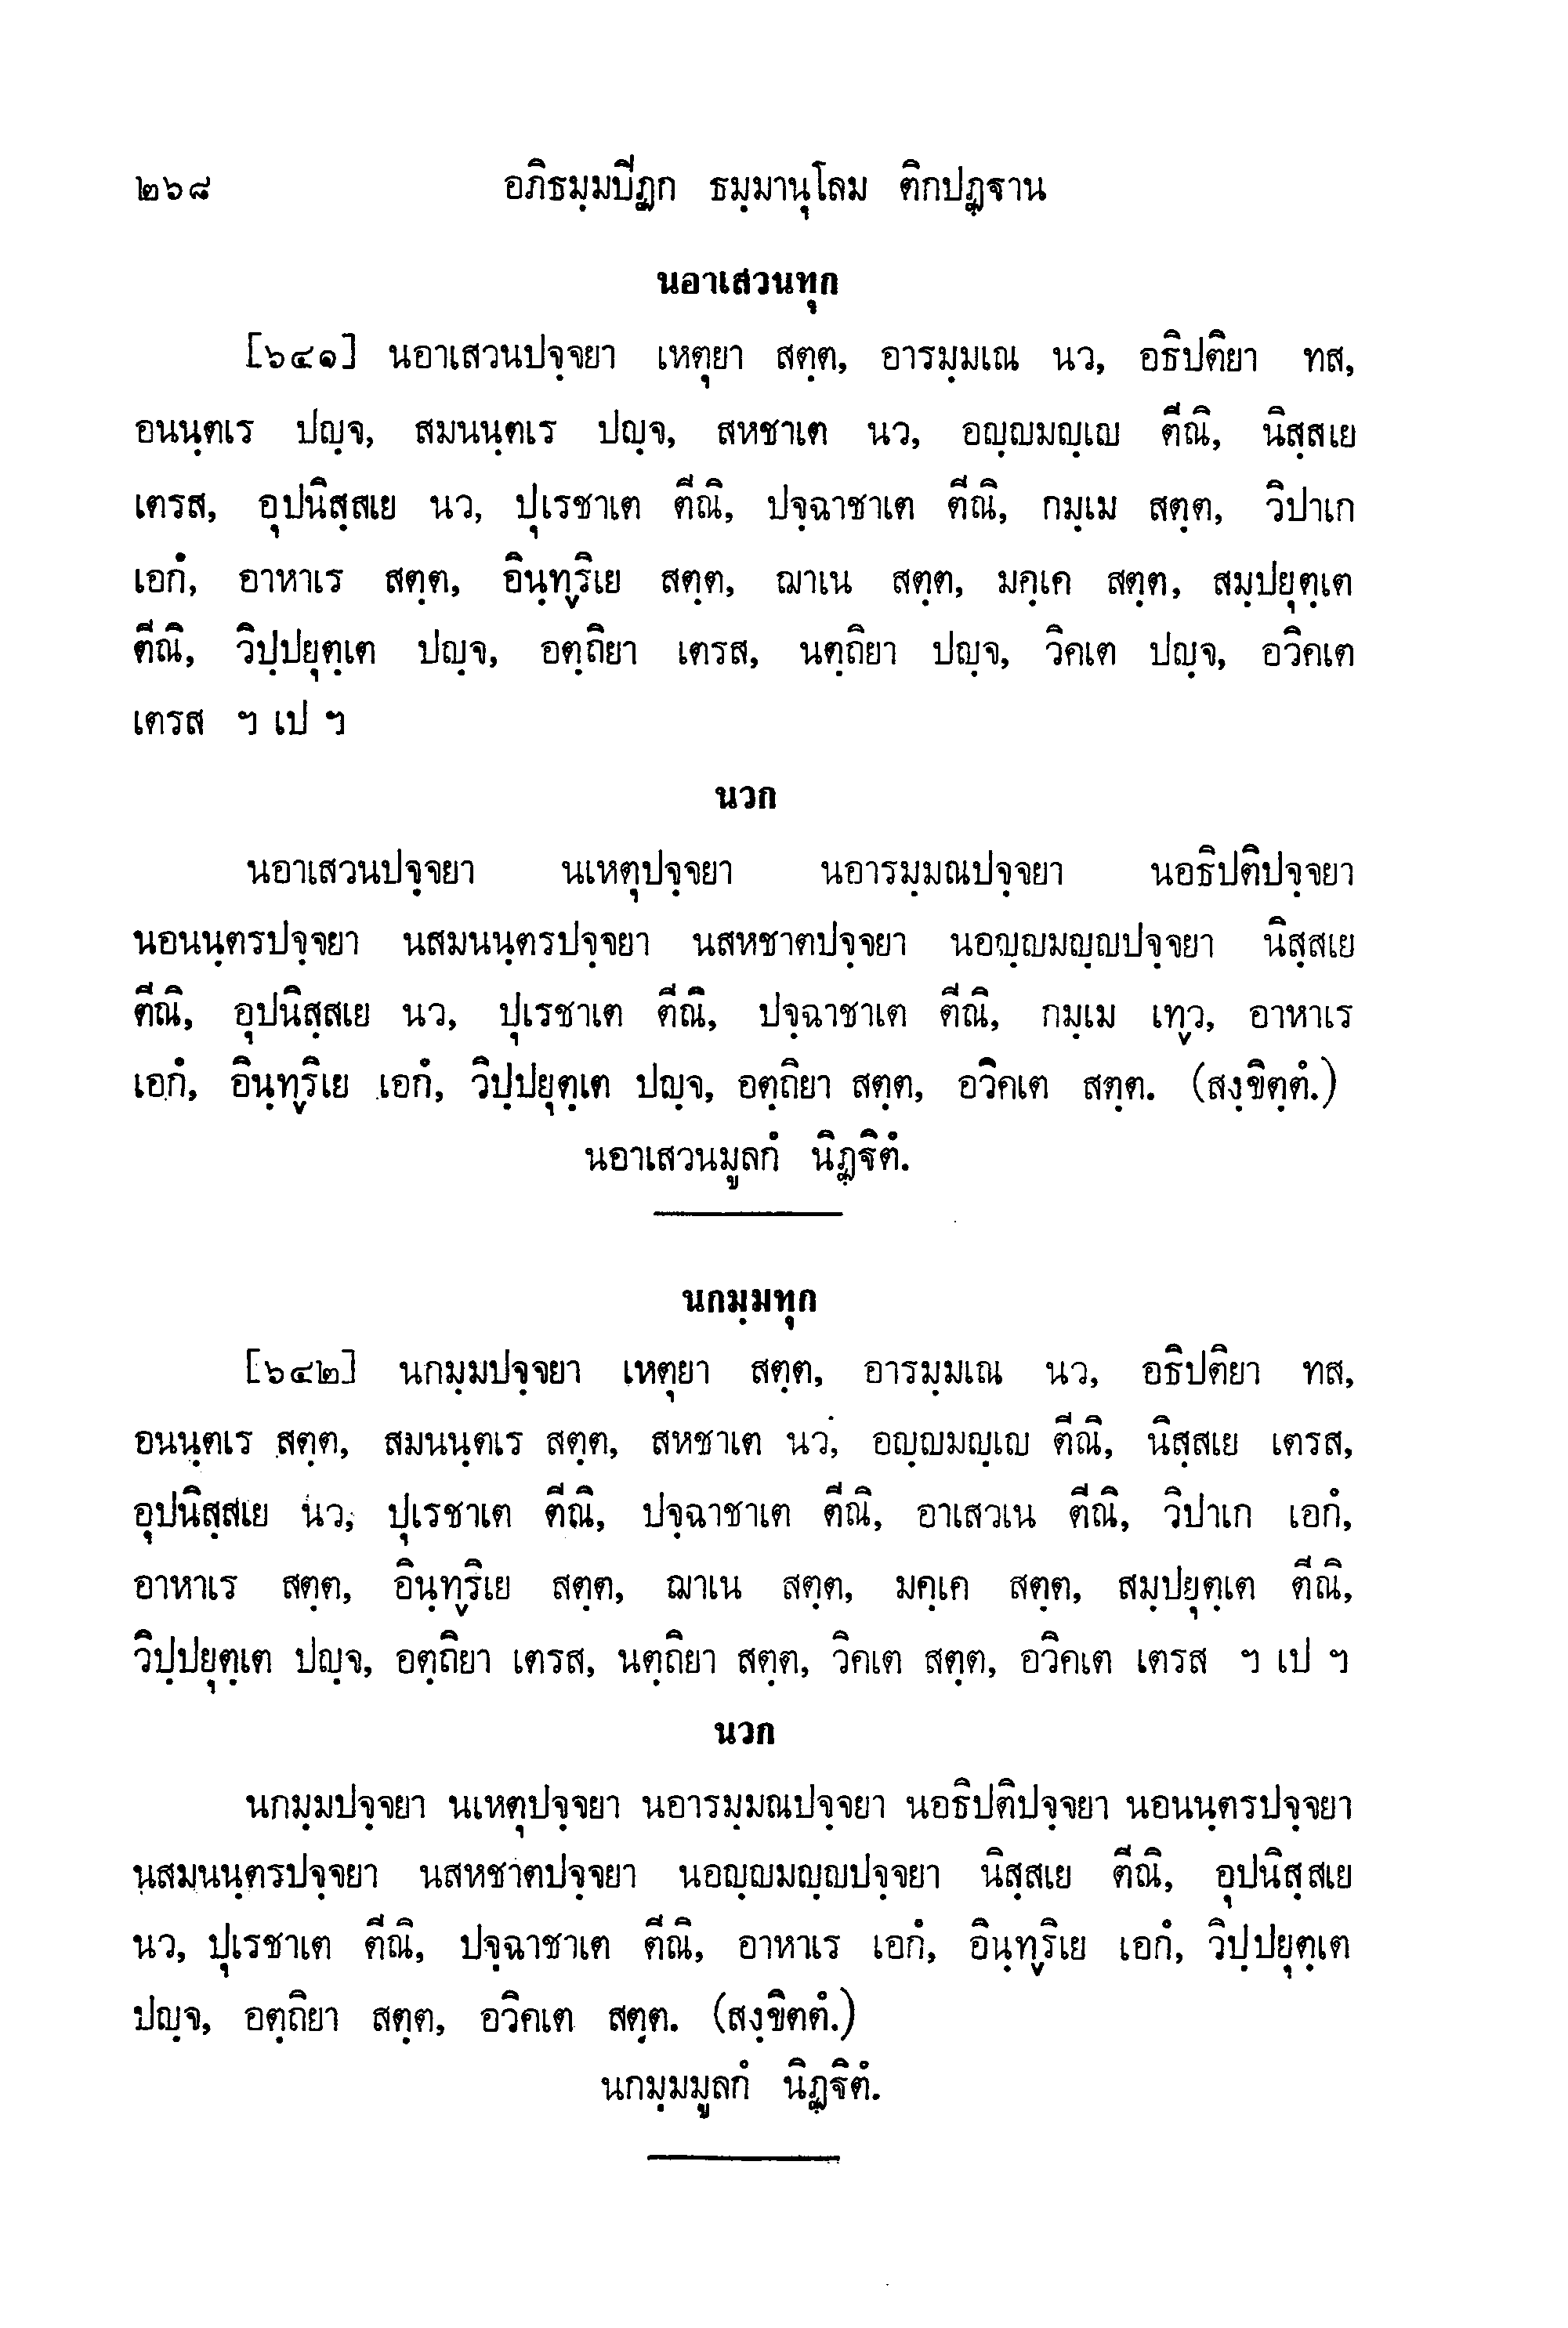 ๒๖๘ อภิธมฺมปีฏก ธมฺมานุโลม ติกปฏฺฐาน
นอาเสวนทุก
[๖๔๑] นอาเสวนปจฺจยา เหตุยา สตฺต, อารมฺมเณ นว, อธิปติยา ทส,
อนนฺตเร ปญฺจ, สมนนฺตเร ปญฺจ, สหชาเต นว, อญฺญมญฺเญ ตีณิ, นิสฺสเย
เตรส, อุปนิสฺสเย นว, ปุเรชาเต ตีณิ, ปจฺฉาชาเต ตีณิ, กมฺเม สตฺต, วิปาเก
เอกํ, อาหาเร สตฺต, อินฺทฺริเย สตฺต, ฌาเน สตฺต, มคฺเค สตฺต, สมฺปยุตฺเต
ตีณิ, วิปฺปยุตฺเต ปญฺจ, อตฺถิยา เตรส, นตฺถิยา ปญฺจ, วิคเต ปญฺจ, อวิคเต
เตรส ฯ เป ฯ
นวก
นอาเสวนปจฺจยา นเหตุปจฺจยา นอารมฺมณปจฺจยา นอธิปติปจฺจยา
นอนนฺตรปจฺจยา นสมนนฺตรปจฺจยา นสหชาตปจฺจยา นอญฺญมญฺญปจฺจยา นิสฺสเย
ตีณิ, อุปนิสฺสเย นว, ปุเรชาเต ตีณิ, ปจฺฉาชาเต ตีณิ, กมฺเม เทฺว, อาหาเร
เอกํ, อินฺทฺริเย เอกํ, วิปฺปยุตฺเต ปญฺจ, อตฺถิยา สตฺต, อวิคเต สตฺต. (สงฺขิตฺตํ.)
นอาเสวนมูลกํ นิฏฺฐิตํ.
นกมฺมทุก
[๖๔๒] นกมฺมปจฺจยา เหตุยา สตฺต, อารมฺมเณ นว, อธิปติยา ทส,
อนนฺตเร สตฺต, สมนนฺตเร สตฺต, สหชาเต นว, อญฺญมญฺเญ ตีณิ, นิสฺสเย เตรส,
อุปนิสฺสเย นว, ปุเรชาเต ตีณิ, ปจฺฉาชาเต ตีณิ, อาเสวเน ตีณิ, วิปาเก เอกํ,
อาหาเร สตฺต, อินฺทฺริเย สตฺต, ฌาเน สตฺต, มคฺเค สตฺต, สมฺปยุตฺเต ตีณิ,
วิปฺปยุตฺเต ปญฺจ, อตฺถิยา เตรส, นตฺถิยา สตฺต, วิคเต สตฺต, อวิคเต เตรส ฯ เป ฯ
นวก
นกมฺมปจฺจยา นเหตุปจฺจยา นอารมฺมณปจฺจยา นอธิปติปจฺจยา นอนนฺตรปจฺจยา
นสมนนฺตรปจฺจยา นสหชาตปจฺจยา นอญฺญมญฺญปจฺจยา นิสฺสเย ตีณิ, อุปนิสฺสเย
นว, ปุเรชาเต ตีณิ, ปจฺฉาชาเต ตีณิ, อาหาเร เอกํ, อินฺทฺริเย เอกํ, วิปฺปยุตฺเต
ปญฺจ, อตฺถิยา สตฺต, อวิคเต สตฺต. (สงฺขิตตํ.)
นกมฺมมูลกํ นิฏฺฐิตํ.